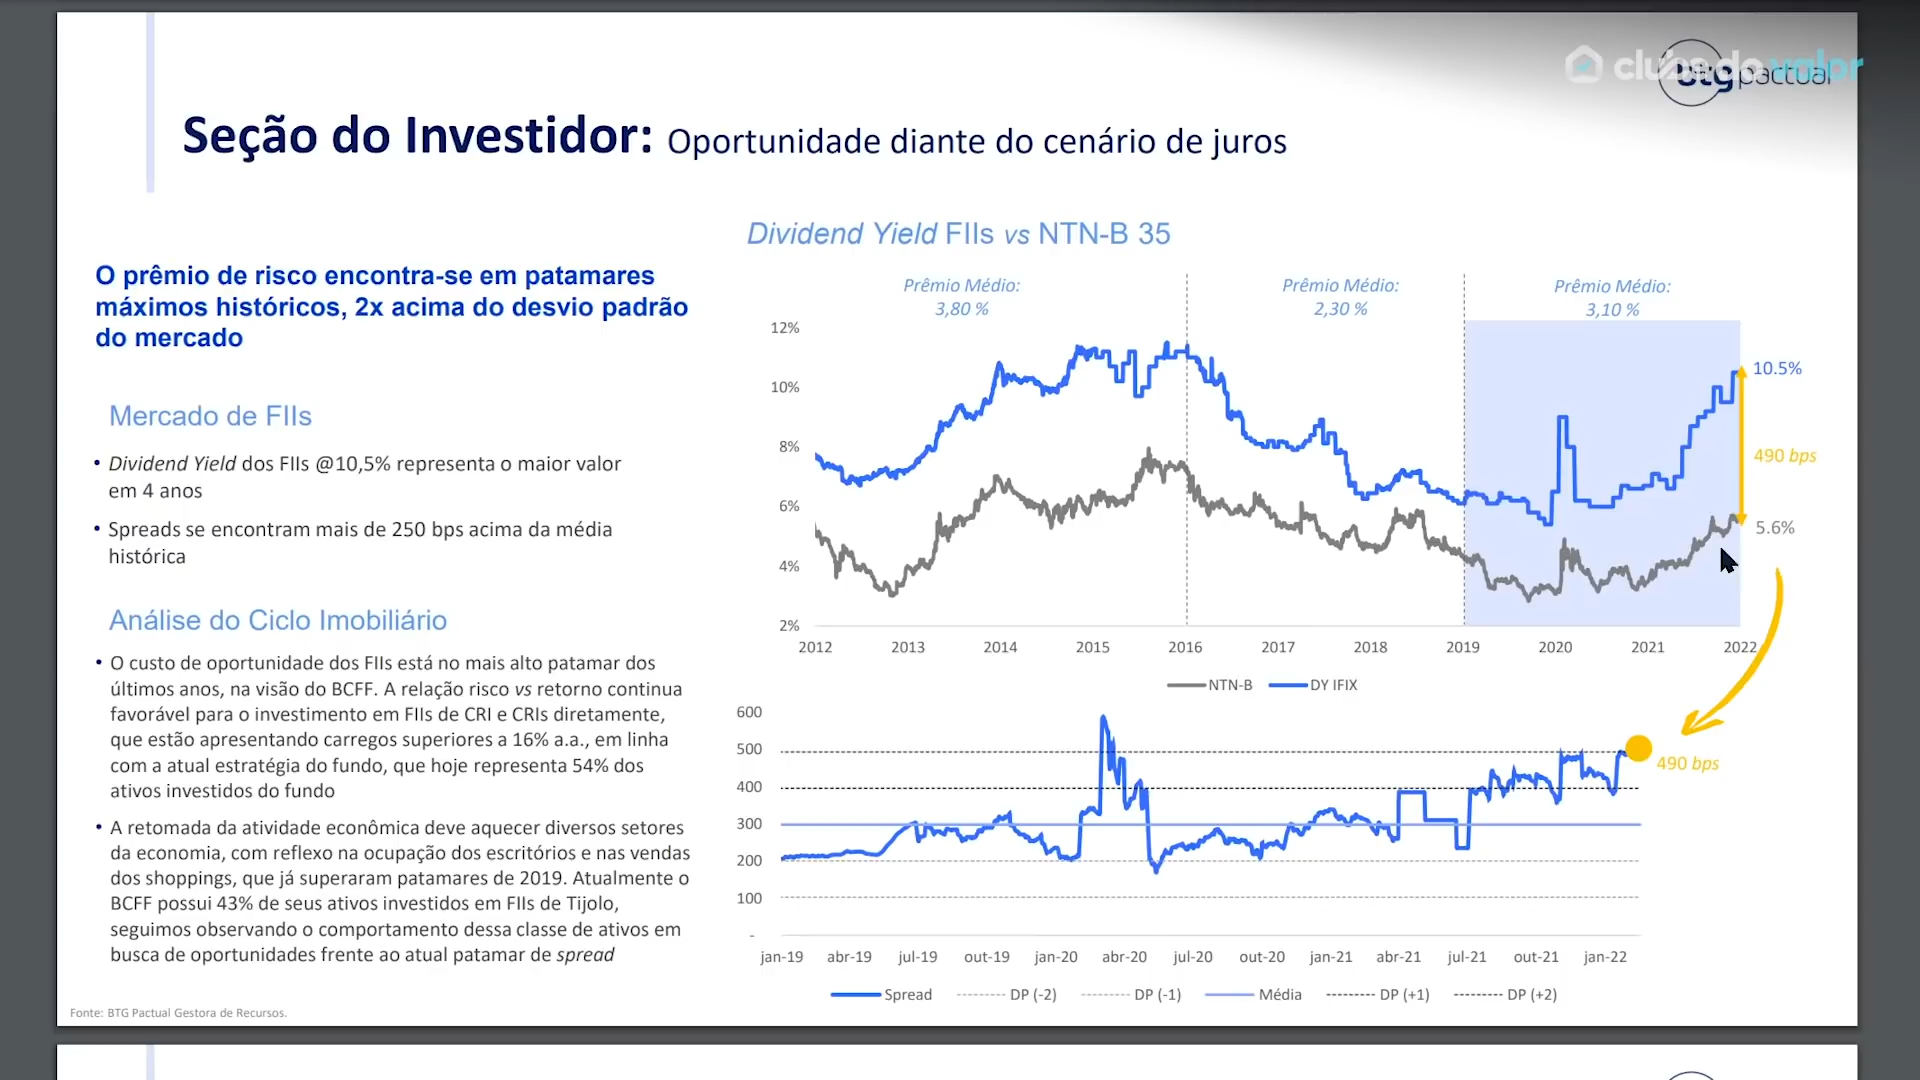 clube do valor
btg pactual
Seção do Investidor: Oportunidade diante do cenário de juros
O prêmio de risco encontra-se em patamares
máximos históricos, 2x acima do desvio padrão
do mercado
Mercado de FIIs
• Dividend Yield dos FIIs @10,5% representa o maior valor
em 4 anos
• Spreads se encontram mais de 250 bps acima da média
histórica
Análise do Ciclo Imobiliário
• O custo de oportunidade dos FIIs está no mais alto patamar dos
últimos anos, na visão do BCFF. A relação risco vs retorno continua
favorável para o investimento em FIIs de CRI e CRIs diretamente,
que estão apresentando carregos superiores a 16% a.a., em linha
com a atual estratégia do fundo, que hoje representa 54% dos
ativos investidos do fundo
• A retomada da atividade econômica deve aquecer diversos setores
da economia, com reflexo na ocupação dos escritórios e nas vendas
dos shoppings, que já superaram patamares de 2019. Atualmente o
BCFF possui 43% de seus ativos investidos em FIIs de Tijolo,
seguimos observando o comportamento dessa classe de ativos em
busca de oportunidades frente ao atual patamar de spread
Fonte: BTG Pactual Gestora de Recursos.
Dividend Yield FIIs vs NTN-B 35
Prêmio Médio:
3,80 %
Prêmio Médio:
2,30 %
Prêmio Médio:
3,10 %
12%
10%
8%
6%
4%
2%
10.5%
490 bps
5.6%
2012 2013 2014 2015 2016 2017 2018 2019 2020 2021 2022
NTN-B DY IFIX
600
500
400
300
200
100
-
490 bps
jan-19 abr-19 jul-19 out-19 jan-20 abr-20 jul-20 out-20 jan-21 abr-21 jul-21 out-21 jan-22
Spread DP (-2) DP (-1) Média DP (+1) DP (+2)